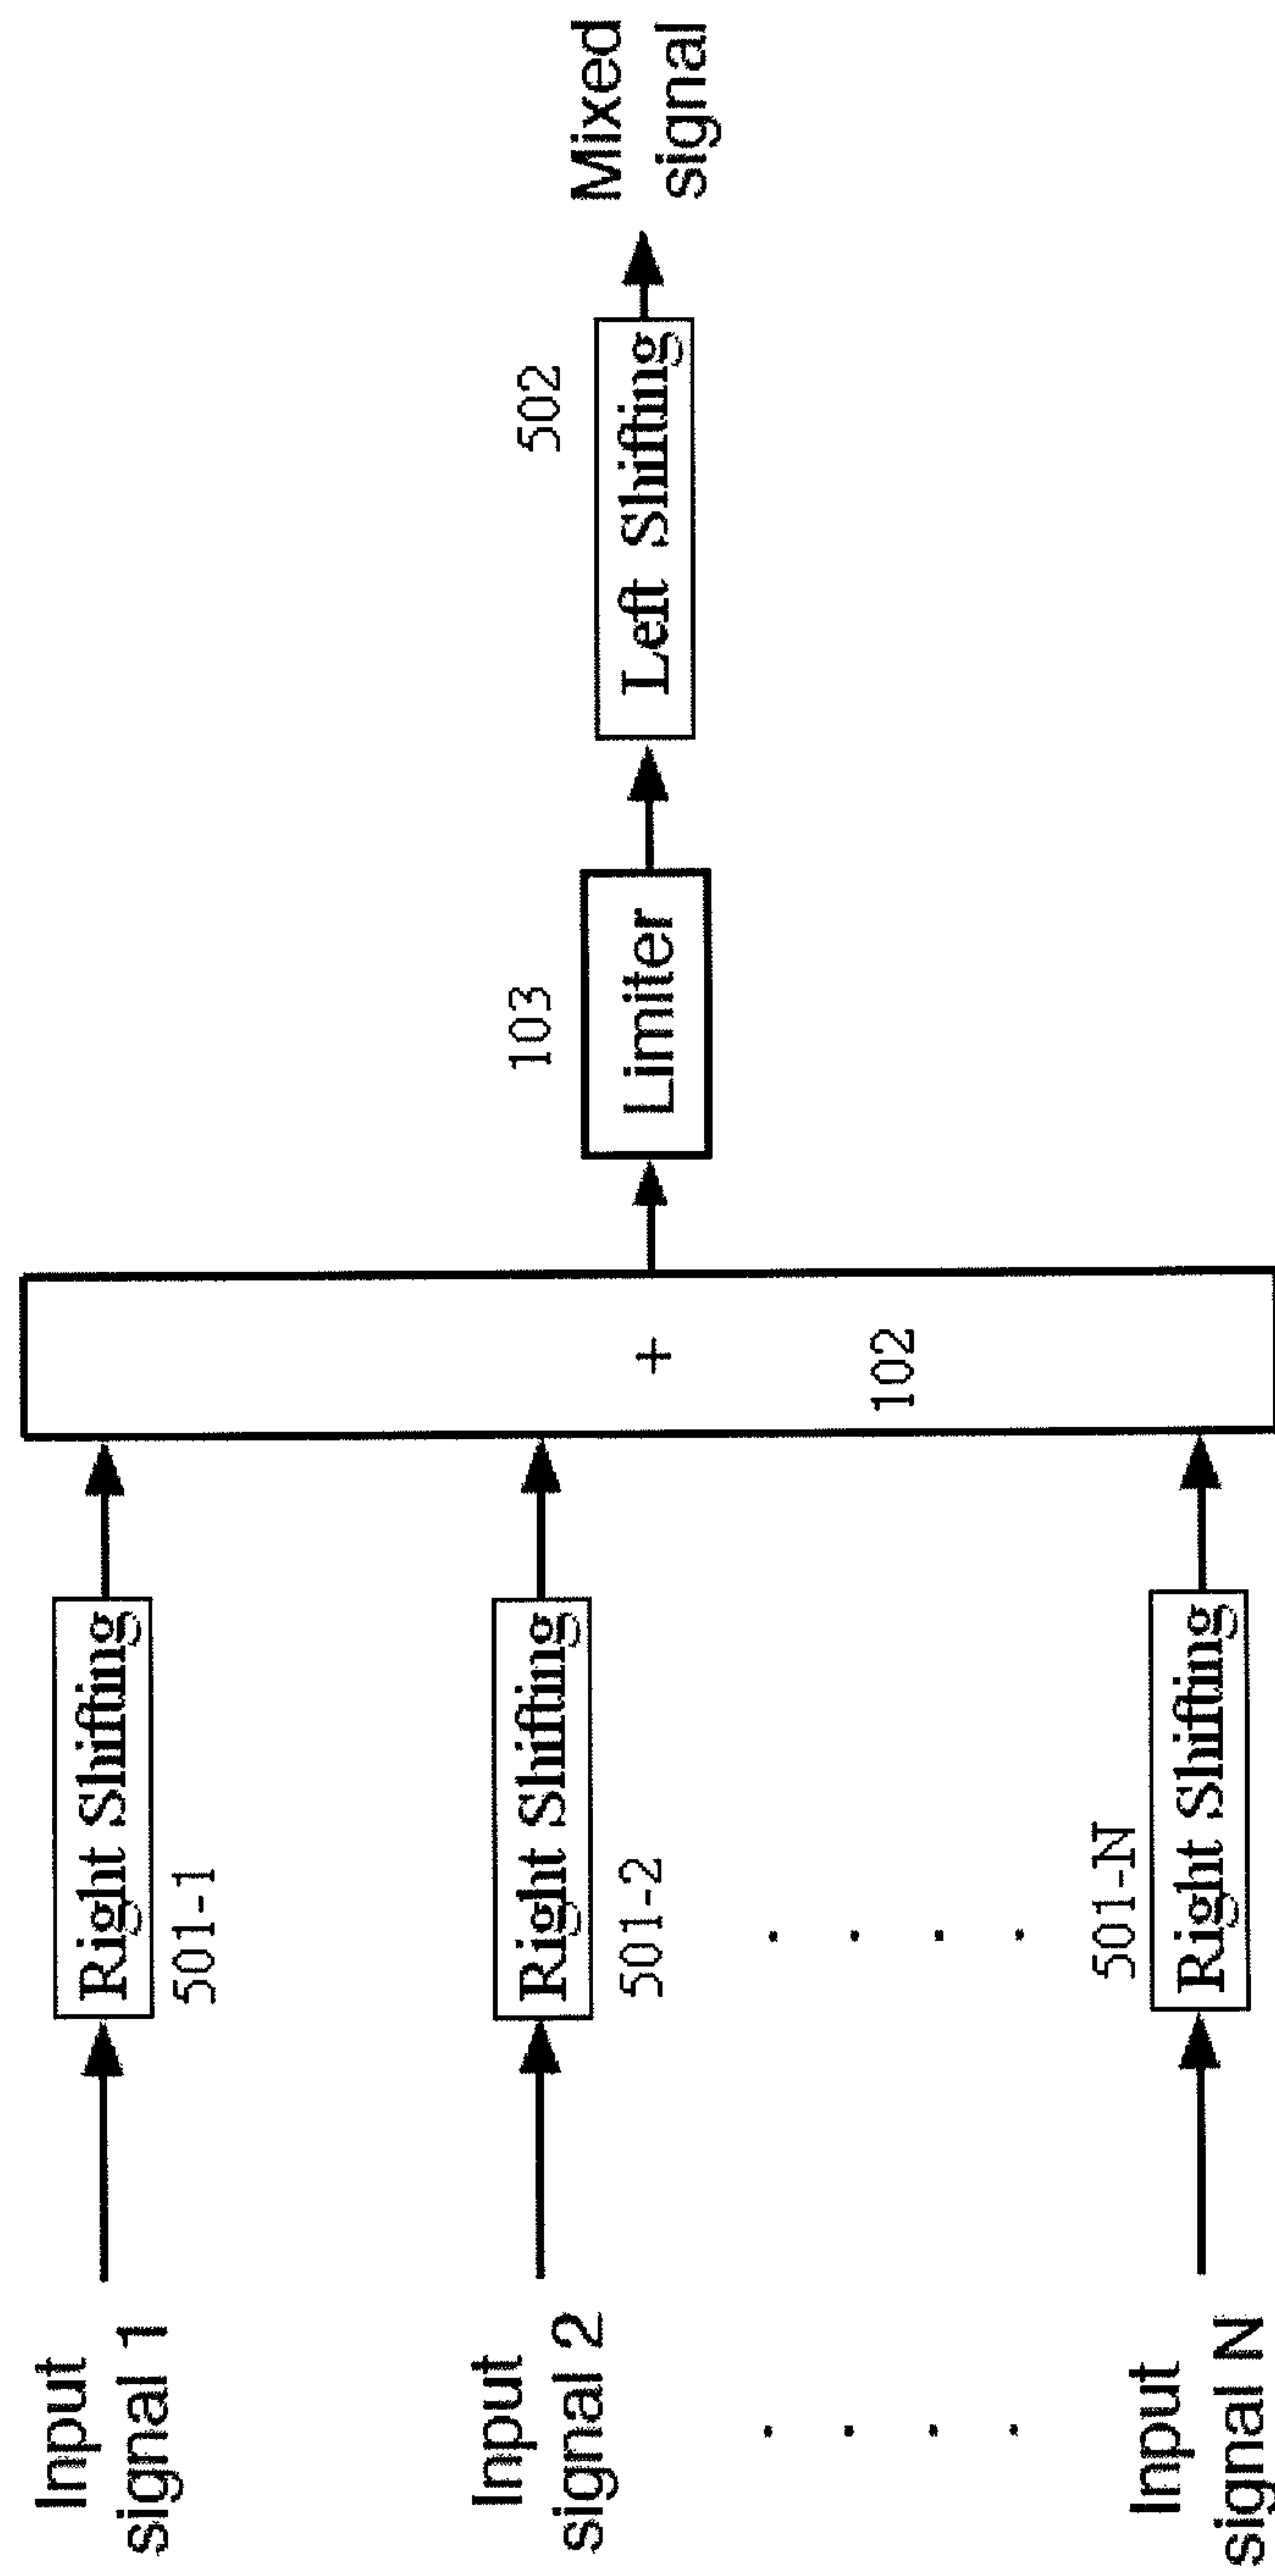 Input
signal 1
Right Shifting
501-1
Input
signal 2
Right Shifting
501-2
. . . .
. . . .
Input
signal N
501-N
Right Shifting
+
102
103
Limiter
502
Left Shifting
Mixed
signal